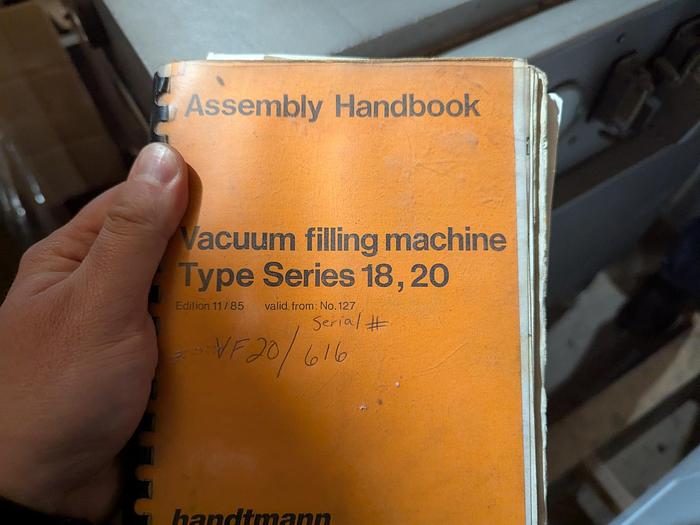 Assembly Handbook
Vacuum filling machine
Type Series 18, 20
Edition 11/85 valid from: No. 127
Serial #
VF20/616
handtmann